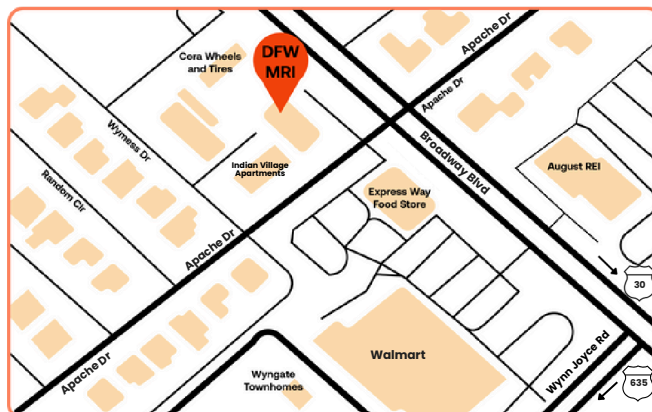 DFW
MRI
Cora Wheels
and Tires
Apache Dr
Apache Dr
Wymess Dr
Broadway Blvd
Indian Village
Apartments
August REI
Random Cir
Express Way
Food Store
Apache Dr
30
Walmart
Wynn Joyce Rd
Apache Dr
Wyngate
Townhomes
635